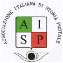 ASSOCIAZIONE ITALIANA DI STORIA POSTALE
A I
S P